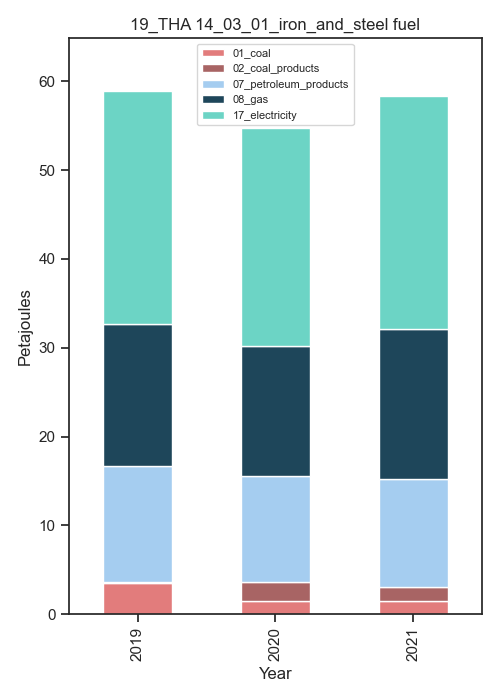 19_THA 14_03_01_iron_and_steel fuel
01_coal
02_coal_products
07_petroleum_products
08_gas
17_electricity
Petajoules
60
50
40
30
20
10
0
2019
2020
2021
Year